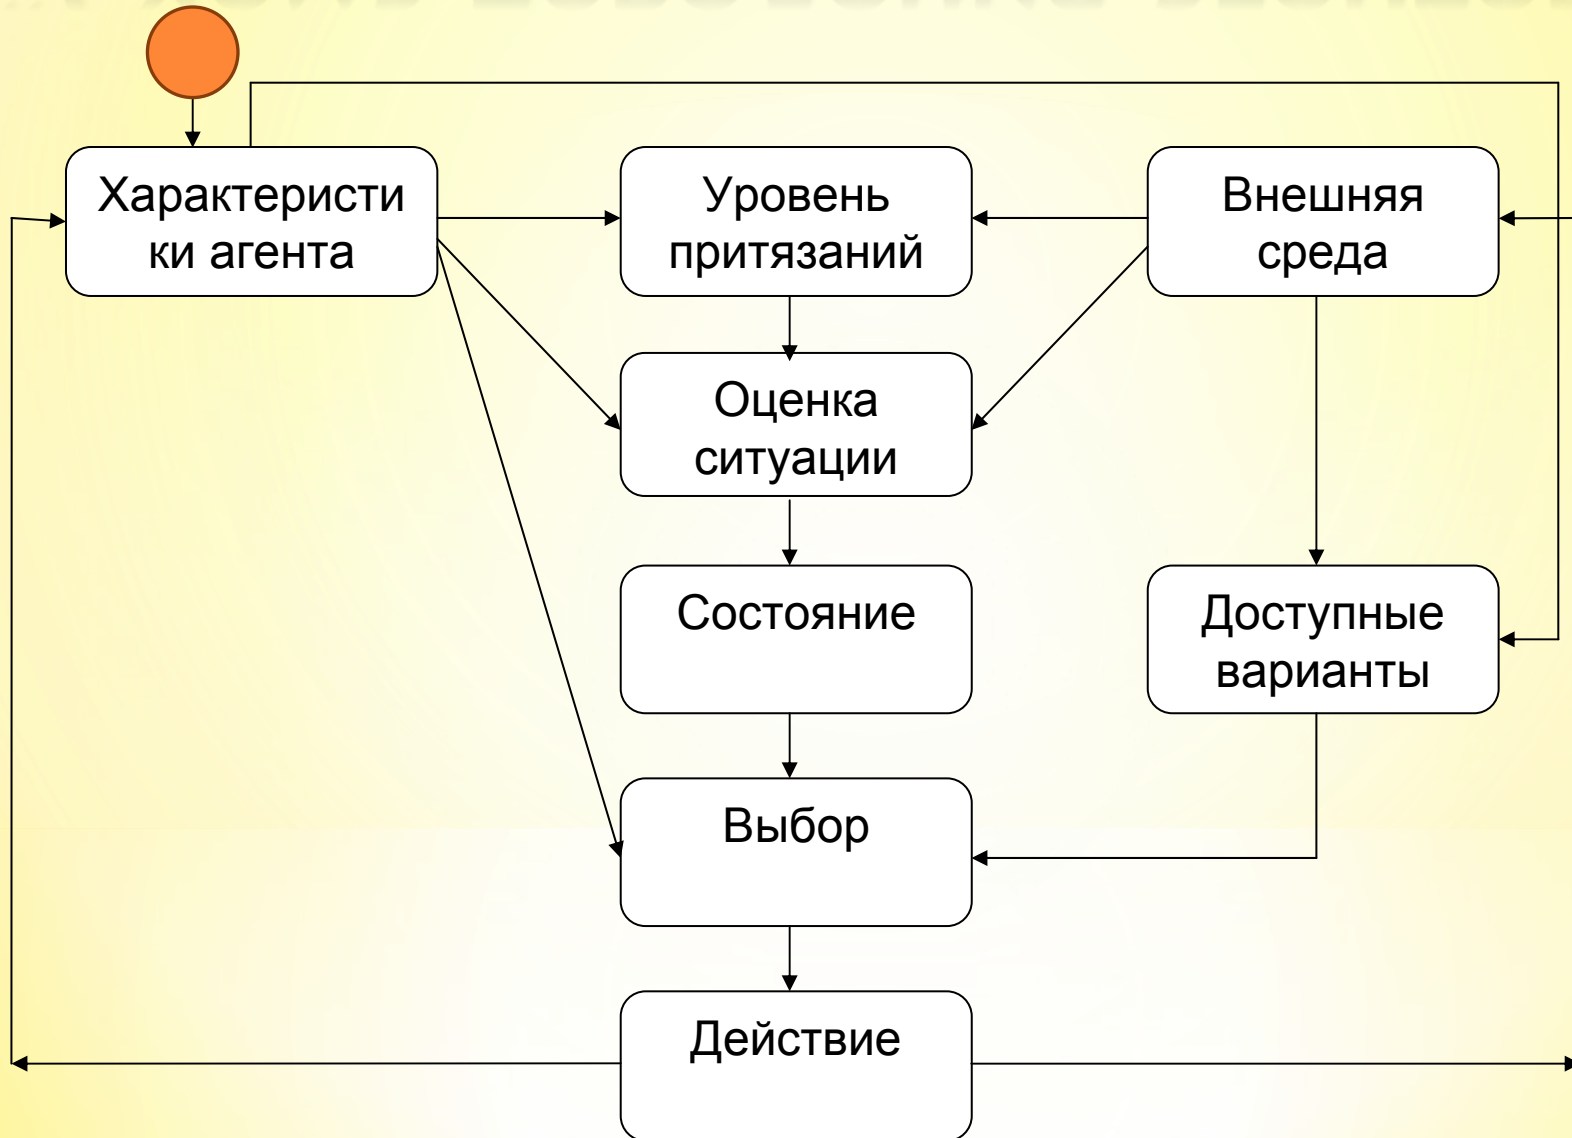 Характеристи
ки агента
Уровень
притязаний
Внешняя
среда
Оценка
ситуации
Состояние
Доступные
варианты
Выбор
Действие